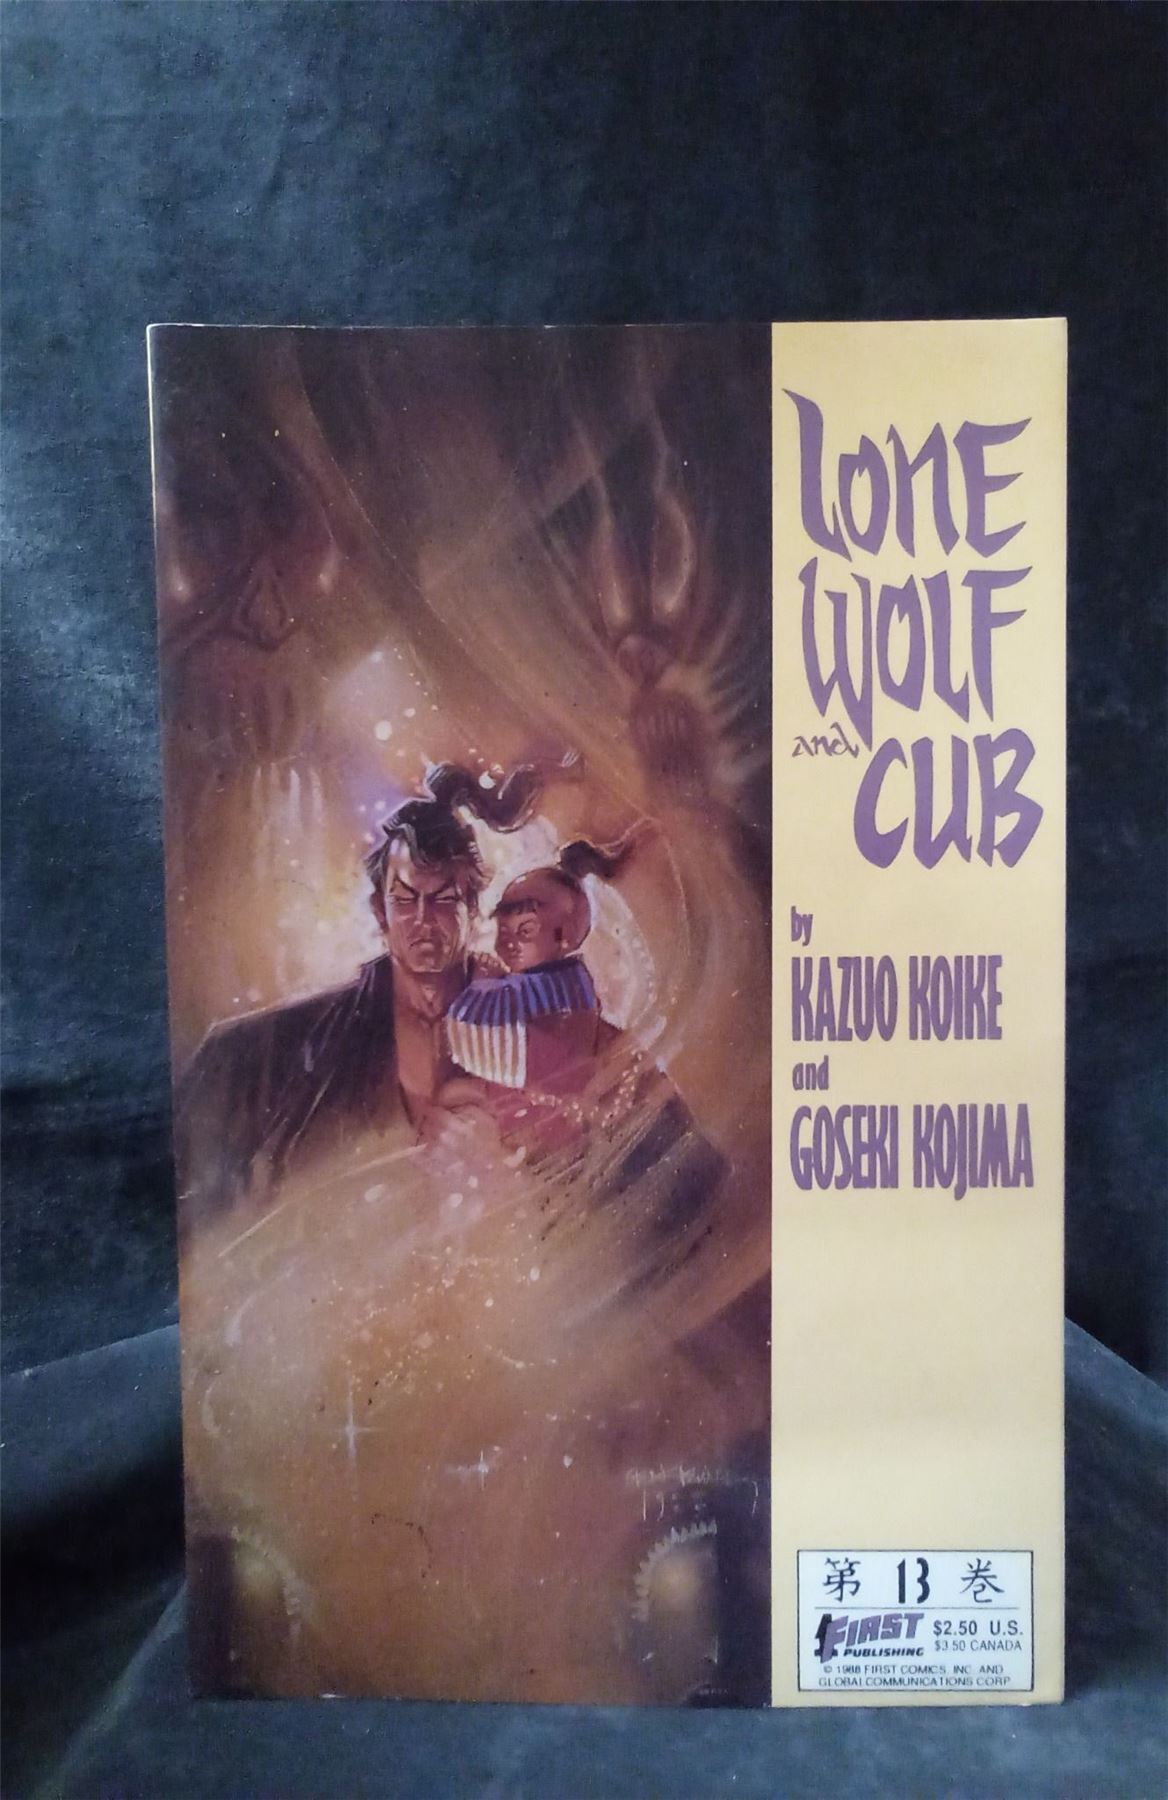 LONE
WOLF
and CUB
by
KAZUO KOIKE
and
GOSEKI KOJIMA
第 13 巻
FIRST
PUBLISHING
$2.50 U.S.
$3.50 CANADA
© 1988 FIRST COMICS, INC. AND
GLOBAL COMMUNICATIONS CORP.